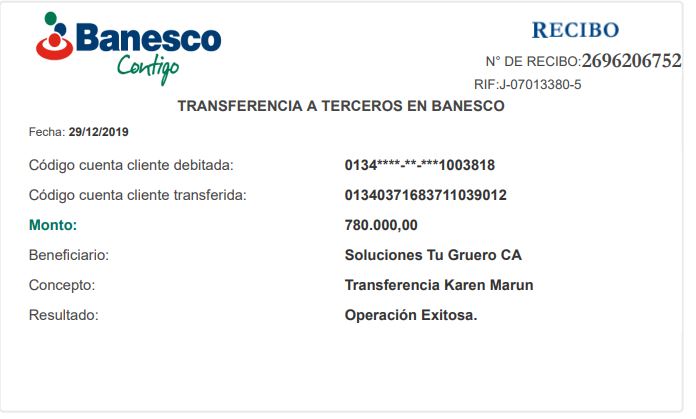 Banesco
Contigo
RECIBO
N° DE RECIBO:2696206752
RIF:J-07013380-5
TRANSFERENCIA A TERCEROS EN BANESCO
Fecha: 29/12/2019
Código cuenta cliente debitada: 0134****-**-***1003818
Código cuenta cliente transferida: 01340371683711039012
Monto: 780.000,00
Beneficiario: Soluciones Tu Gruero CA
Concepto: Transferencia Karen Marun
Resultado: Operación Exitosa.